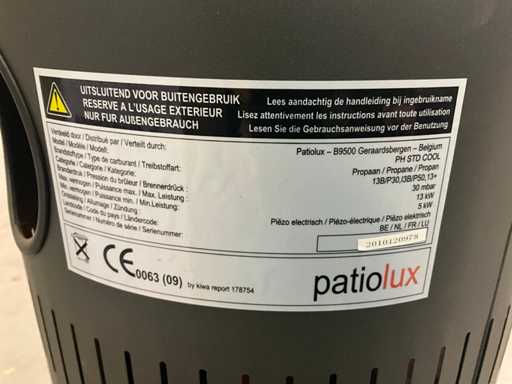 UITSLUITEND VOOR BUITENGEBRUIK
RESERVE A L'USAGE EXTERIEUR
NUR FUR AUßENGEBRAUCH
Lees aandachtig de handleiding bij ingebruikname
Lisez attentivement les instructions avant toute utilisation
Lesen Sie die Gebrauchsanweisung vor der Benutzung
Verdeeld door / Distribué par / Verteilt durch: Patiolux – B9500 Geraardsbergen – Belgium
Model / Modèle / Modell: PH STD COOL
Brandstoftype / Type de carburant / Treibstoffart: Propaan / Propane / Propan
Categorie / Catégorie / Kategorie: 13B/P30,I3B/P50,13+
Branderdruk / Pression du brûleur / Brennerdrück: 30 mbar
Max. vermogen / Puissance max. / Max. Leistung: 13 kW
Min. vermogen / Puissance min. / Min.Leistung: 5 kW
Ontsteking / Allumage / Zündung: Piëzo electrisch / Piëzo-électrique / Piëzo elektrisch
Landcode / Code du pays / Ländercode: BE / NL / FR / LU
Serienummer / Numéro de série / Seriennummer: 2010420978
CE 0063 (09) by kiwa report 178754
patiolux